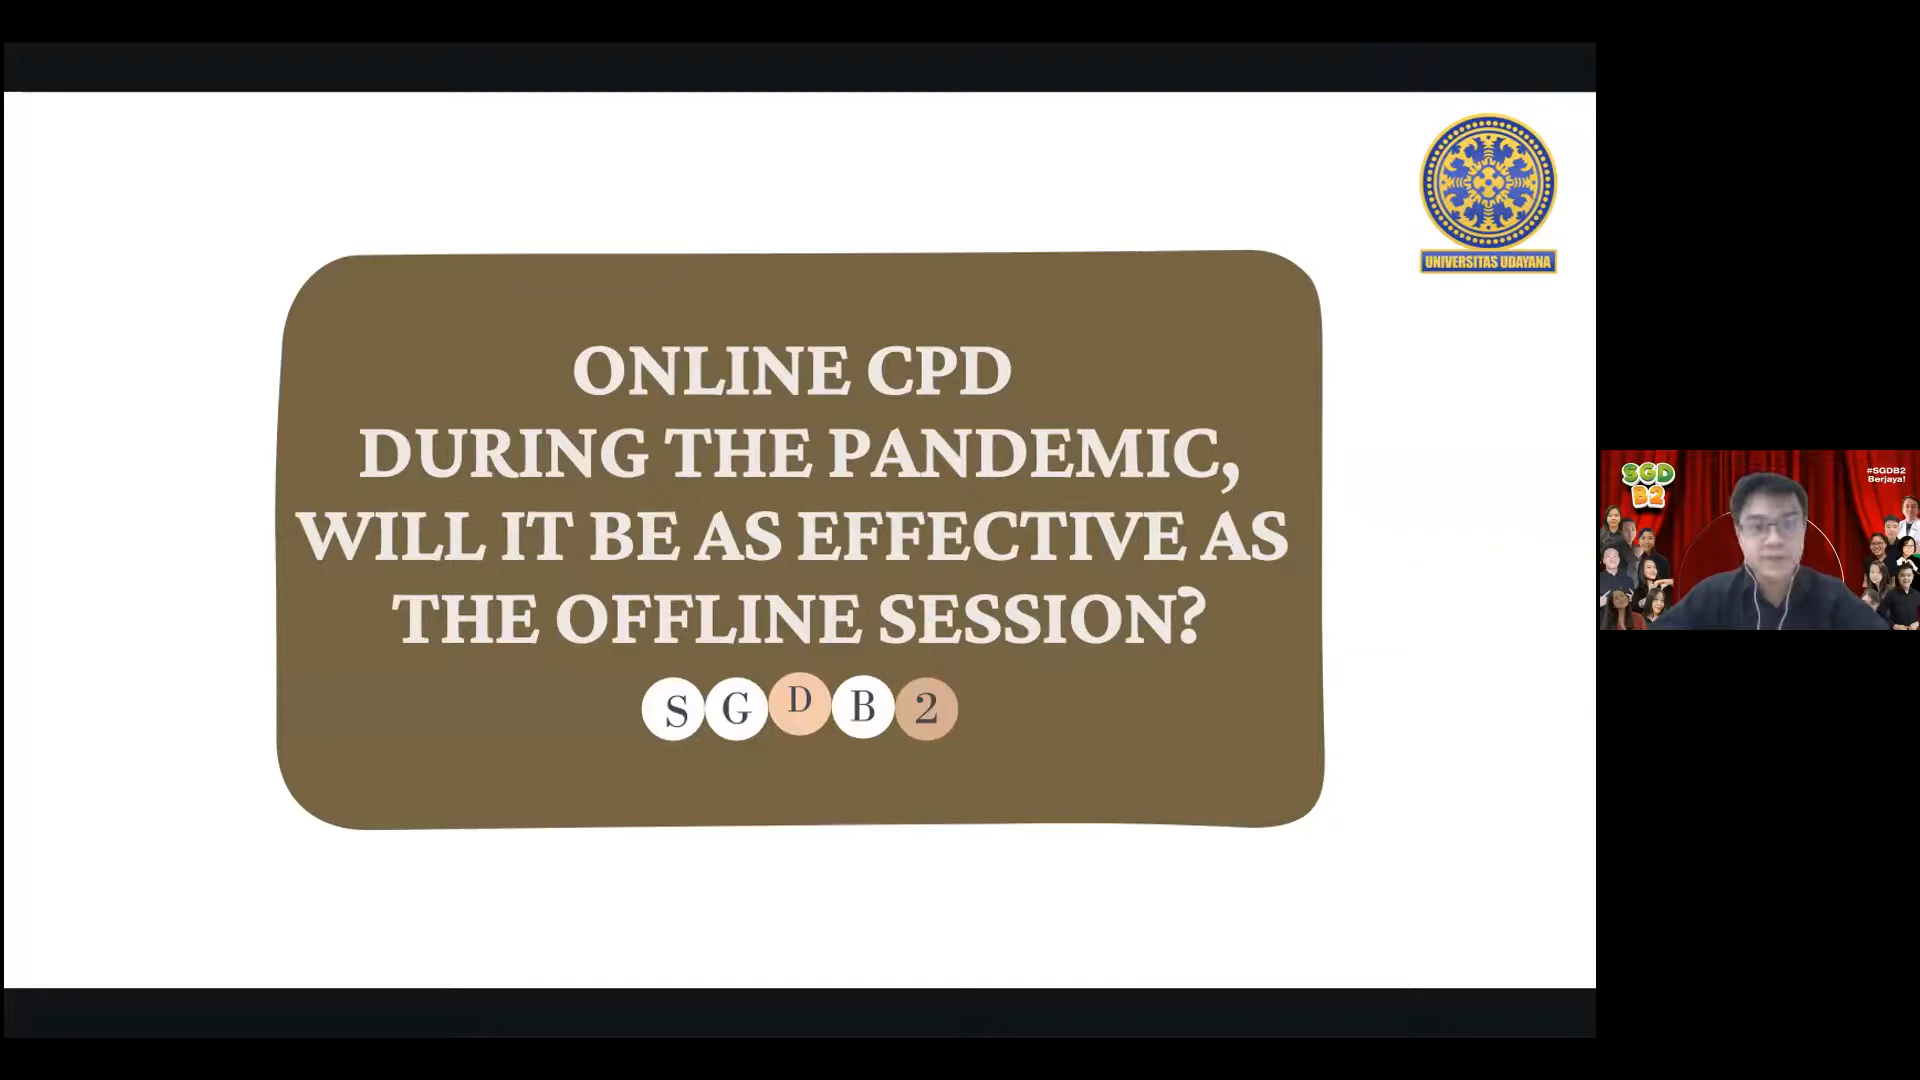 UNIVERSITAS UDAYANA
ONLINE CPD
DURING THE PANDEMIC,
WILL IT BE AS EFFECTIVE AS
THE OFFLINE SESSION?
SGDB2
SGD
B2
#SGDB2
Berjaya!